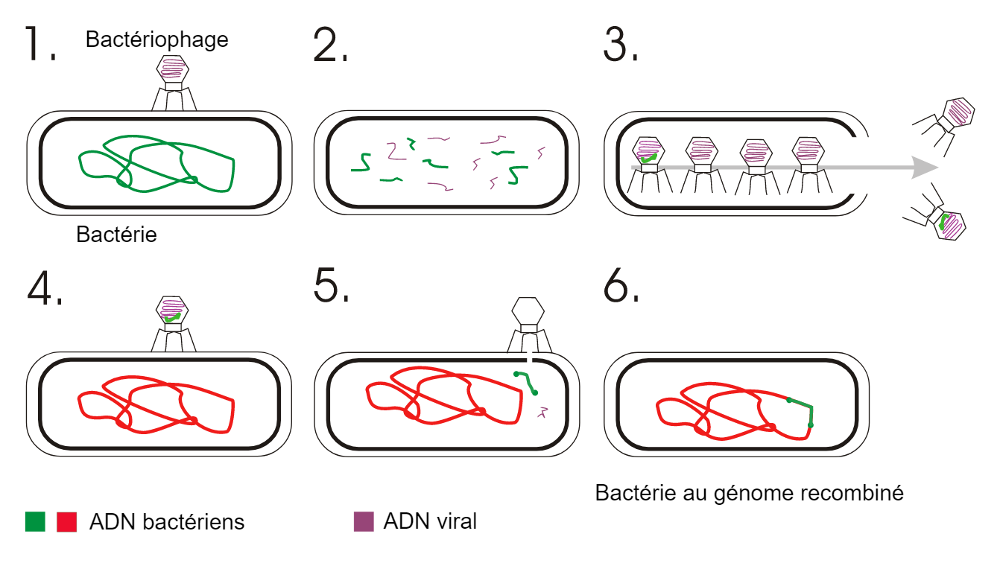 1.
Bactériophage
2.
3.
Bactérie
4.
5.
6.
Bactérie au génome recombiné
ADN bactériens
ADN viral